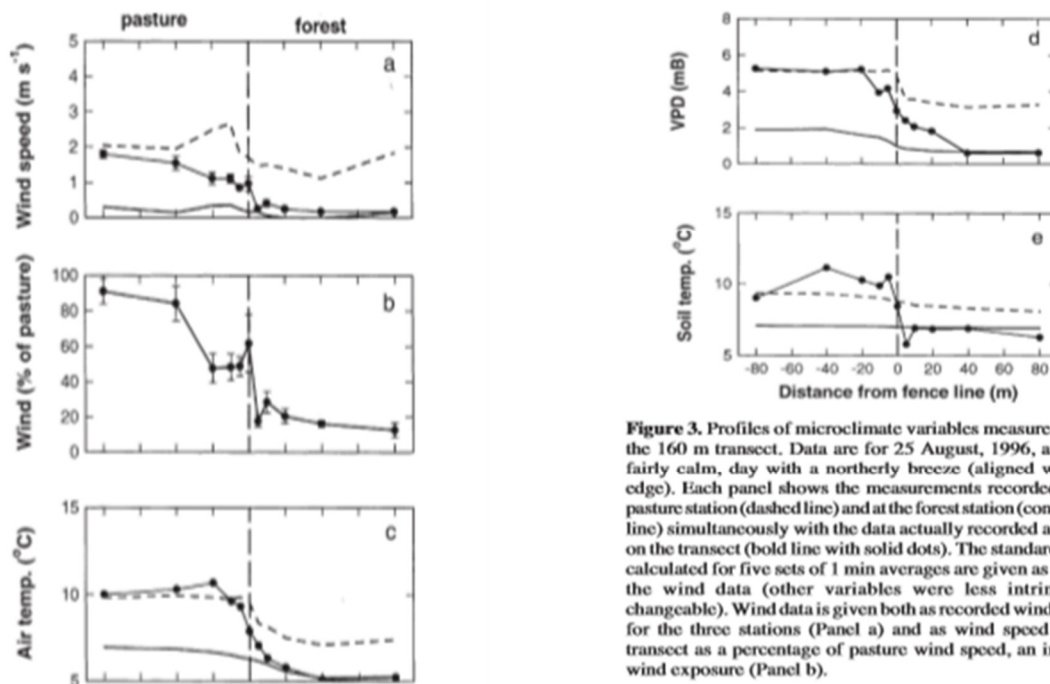 pasture
forest
Wind speed (m s⁻¹)
5
4
3
2
1
0
a
Wind (% of pasture)
100
80
60
40
20
0
b
Air temp. (°C)
15
10
5
c
VPD (mB)
8
6
4
2
0
d
Soil temp. (°C)
15
10
5
e
-80 -60 -40 -20 0 20 40 60 80
Distance from fence line (m)
Figure 3. Profiles of microclimate variables measure
the 160 m transect. Data are for 25 August, 1996, a
fairly calm, day with a northerly breeze (aligned w
edge). Each panel shows the measurements recorded
pasture station (dashed line) and at the forest station (con
line) simultaneously with the data actually recorded a
on the transect (bold line with solid dots). The standard
calculated for five sets of 1 min averages are given as
the wind data (other variables were less intrin
changeable). Wind data is given both as recorded wind
for the three stations (Panel a) and as wind speed
transect as a percentage of pasture wind speed, an in
wind exposure (Panel b).